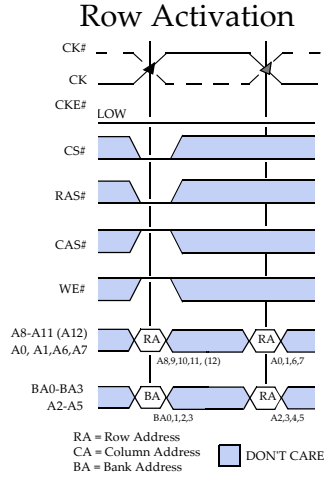 Row Activation
CK#
CK
CKE#
LOW
CS#
RAS#
CAS#
WE#
A8-A11 (A12)
A0, A1,A6,A7
RA
RA
A8,9,10,11, (12)
A0,1,6,7
BA0-BA3
A2-A5
BA
RA
BA0,1,2,3
A2,3,4,5
RA = Row Address
CA = Column Address
BA = Bank Address
DON'T CARE